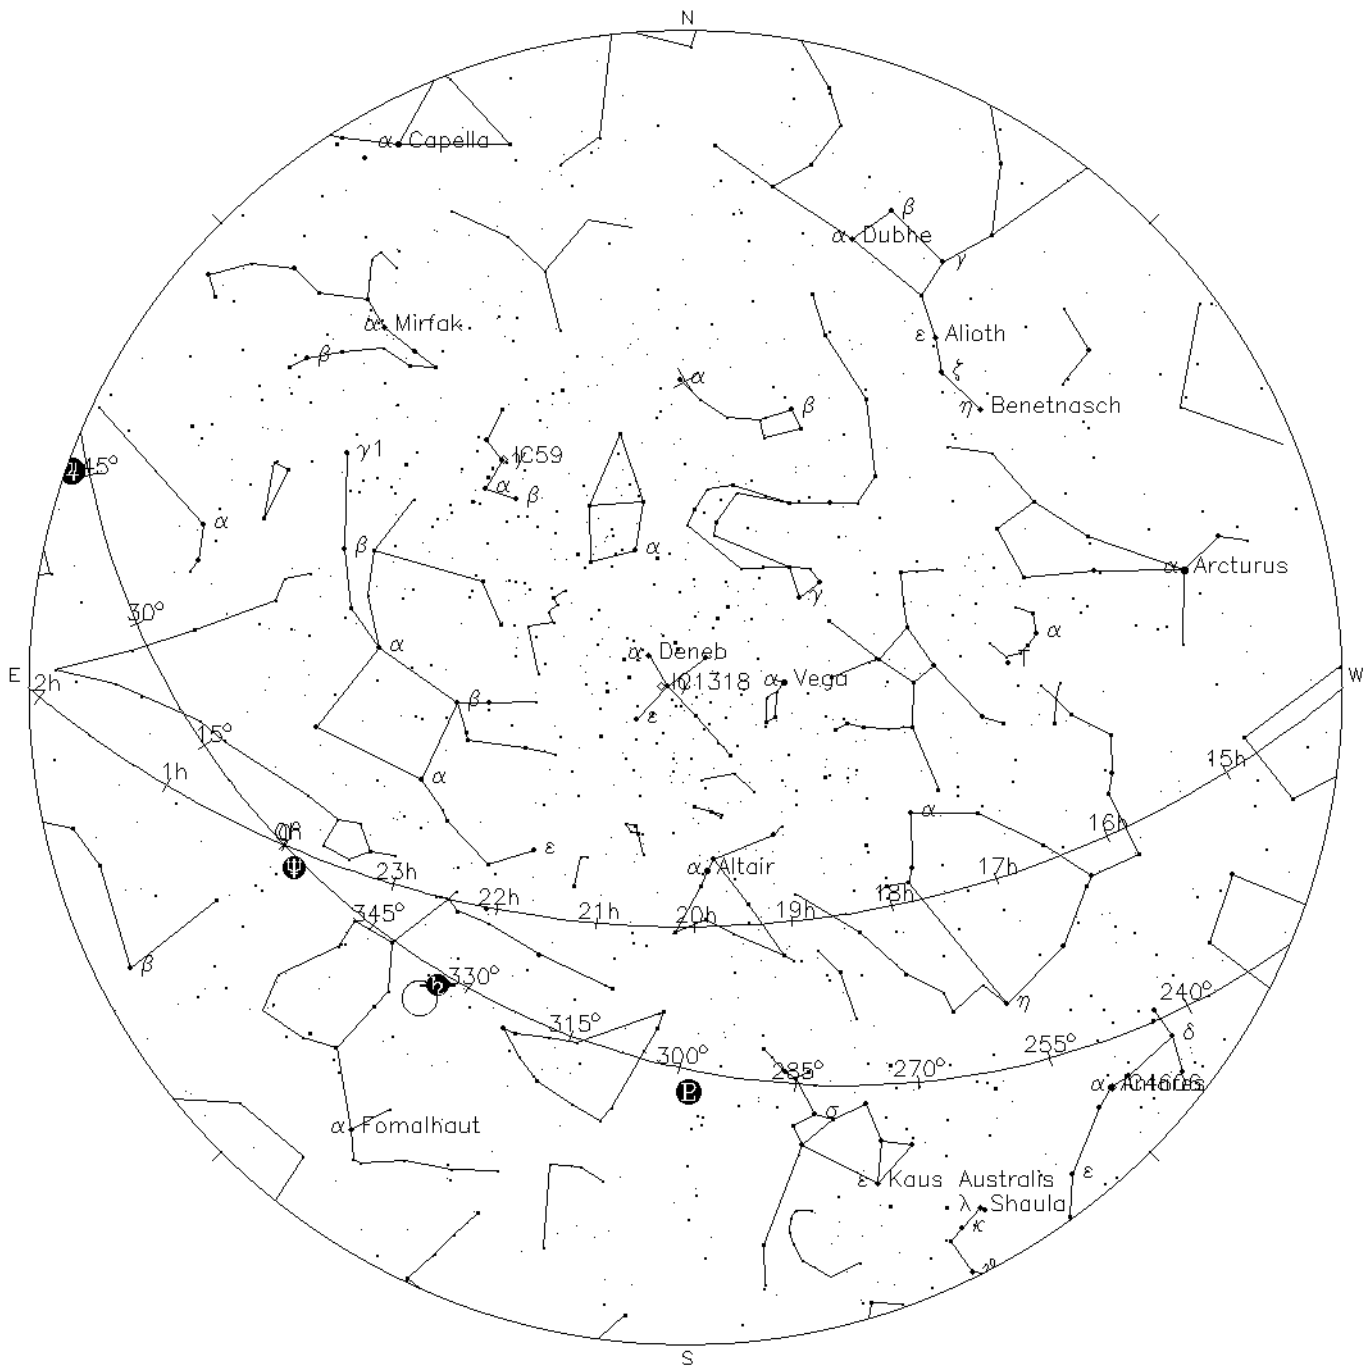 N
α Capella
β
α Dubhe
γ
α Mirfak
ε Alioth
β
ζ
α
β
η Benetnasch
γ1
IC59
45°
α
β
α
β
α
α Arcturus
γ
30°
α
α
α Deneb
T
E
2h
IC1318
α Vega
W
β
ε
15°
15h
1h
α
α
16h
0h
ε
23h
α Altair
17h
22h
18h
345°
21h
20h
19h
β
330°
240°
η
315°
δ
300°
255°
285°
270°
α Antares
σ
α Fomalhaut
ε Kaus Australis
ε
λ Shaula
κ
S